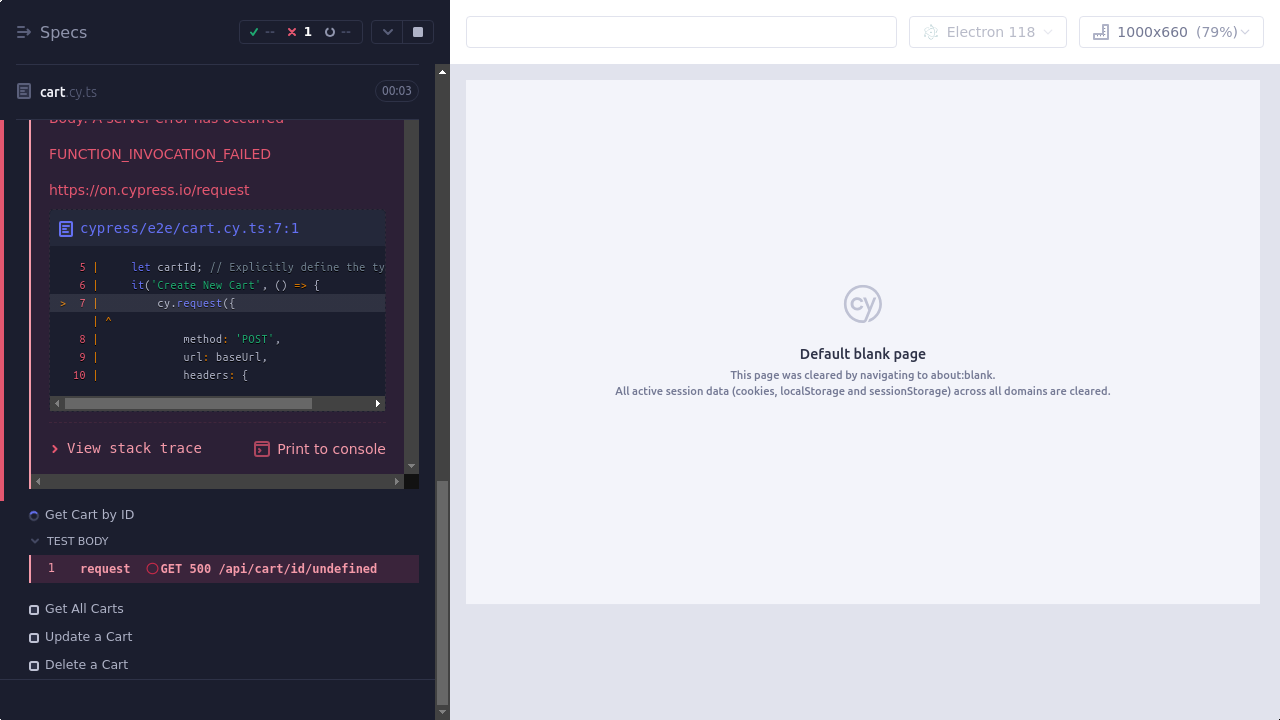 Specs
-- 1 --
Electron 118
1000x660 (79%)
cart.cy.ts
00:03
Body: A server error has occurred
FUNCTION_INVOCATION_FAILED
https://on.cypress.io/request
cypress/e2e/cart.cy.ts:7:1
5 | let cartId; // Explicitly define the ty
6 | it('Create New Cart', () => {
> 7 | cy.request({
| ^
8 | method: 'POST',
9 | url: baseUrl,
10 | headers: {
View stack trace
Print to console
Get Cart by ID
TEST BODY
1 request GET 500 /api/cart/id/undefined
Get All Carts
Update a Cart
Delete a Cart
cy
Default blank page
This page was cleared by navigating to about:blank.
All active session data (cookies, localStorage and sessionStorage) across all domains are cleared.